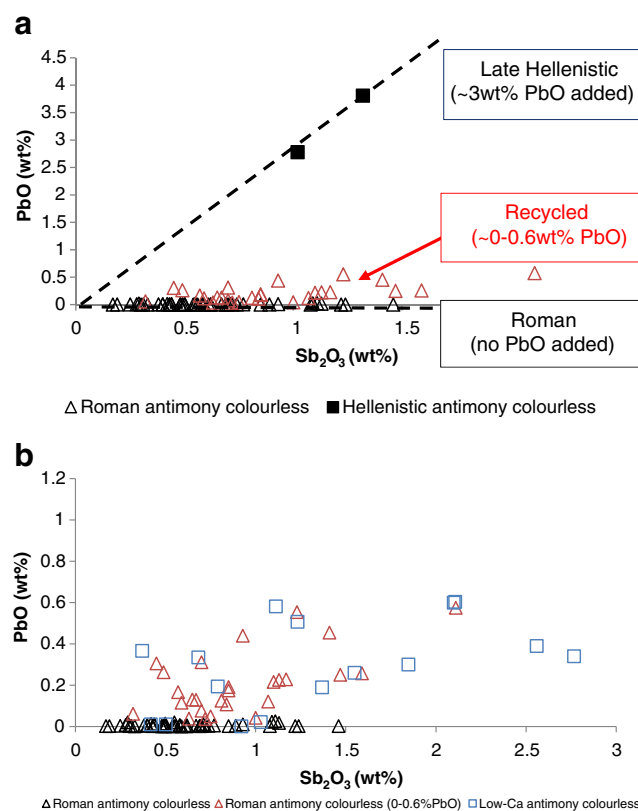 a
4.5
4
3.5
3
2.5
2
1.5
1
0.5
0
PbO (wt%)
Late Hellenistic
(~3wt% PbO added)
Recycled
(~0-0.6wt% PbO)
Roman
(no PbO added)
0 0.5 1 1.5
Sb₂O₃ (wt%)
△ Roman antimony colourless ■ Hellenistic antimony colourless
b
1.2
1
0.8
0.6
0.4
0.2
0
PbO (wt%)
0 0.5 1 1.5 2 2.5 3
Sb₂O₃ (wt%)
△ Roman antimony colourless △ Roman antimony colourless (0-0.6%PbO) □ Low-Ca antimony colourless